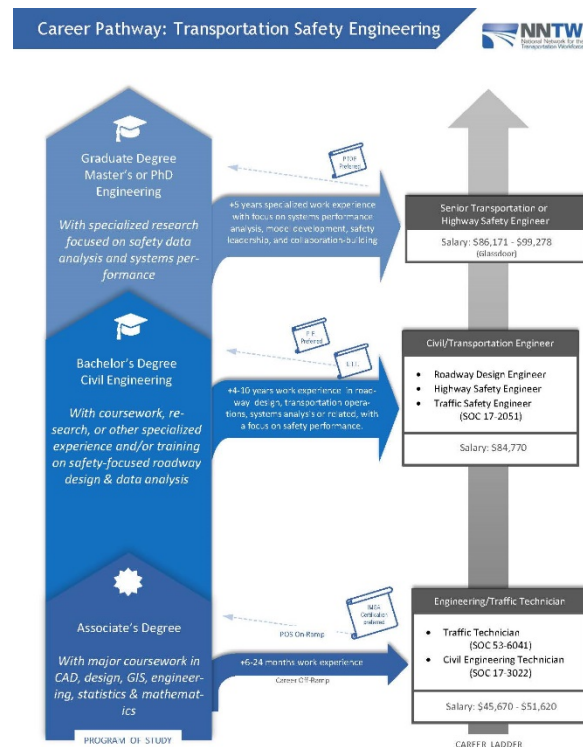 Career Pathway: Transportation Safety Engineering
NNTW
National Network for the
Transportation Workforce
Graduate Degree
Master's or PhD
Engineering
With specialized research
focused on safety data
analysis and systems per-
formance
PTOE
Preferred
+5 years specialized work experience
with focus on systems performance
analysis, model development, safety
leadership, and collaboration-building
Senior Transportation or
Highway Safety Engineer
Salary: $86,171 - $99,278
(Glassdoor)
Bachelor's Degree
Civil Engineering
With coursework, re-
search, or other specialized
experience and/or training
on safety-focused roadway
design & data analysis
P.E.
Preferred
E.I.T.
+4-10 years work experience in road-
way design, transportation opera-
tions, systems analysis or related, with
a focus on safety performance.
Civil/Transportation Engineer
• Roadway Design Engineer
• Highway Safety Engineer
• Traffic Safety Engineer
(SOC 17-2051)
Salary: $84,770
Associate's Degree
With major coursework in
CAD, design, GIS, engineer-
ing, statistics & mathemat-
ics
IMSA
Certification
preferred
POS On-Ramp
+6-24 months work experience
Career Off-Ramp
Engineering/Traffic Technician
• Traffic Technician
(SOC 53-6041)
• Civil Engineering Technician
(SOC 17-3022)
Salary: $45,670 - $51,620
PROGRAM OF STUDY
CAREER LADDER